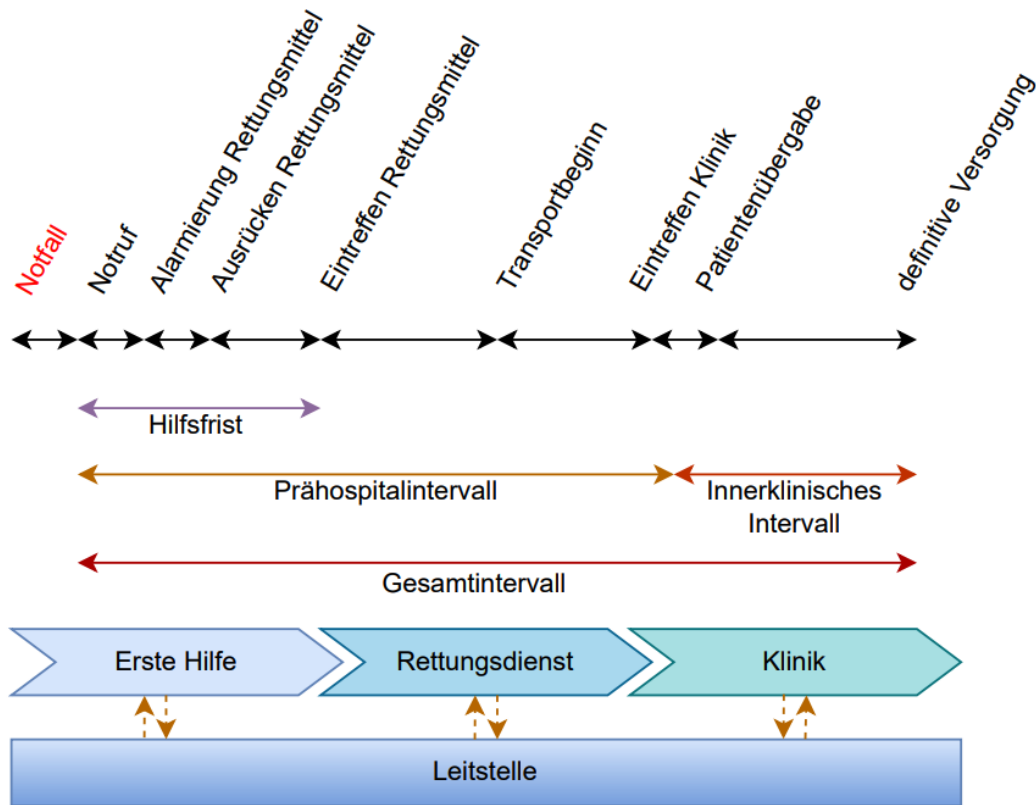 Notfall
Notruf
Alarmierung Rettungsmittel
Ausrücken Rettungsmittel
Eintreffen Rettungsmittel
Transportbeginn
Eintreffen Klinik
Patientenübergabe
definitive Versorgung
Hilfsfrist
Prähospitalintervall
Innerklinisches
Intervall
Gesamtintervall
Erste Hilfe
Rettungsdienst
Klinik
Leitstelle